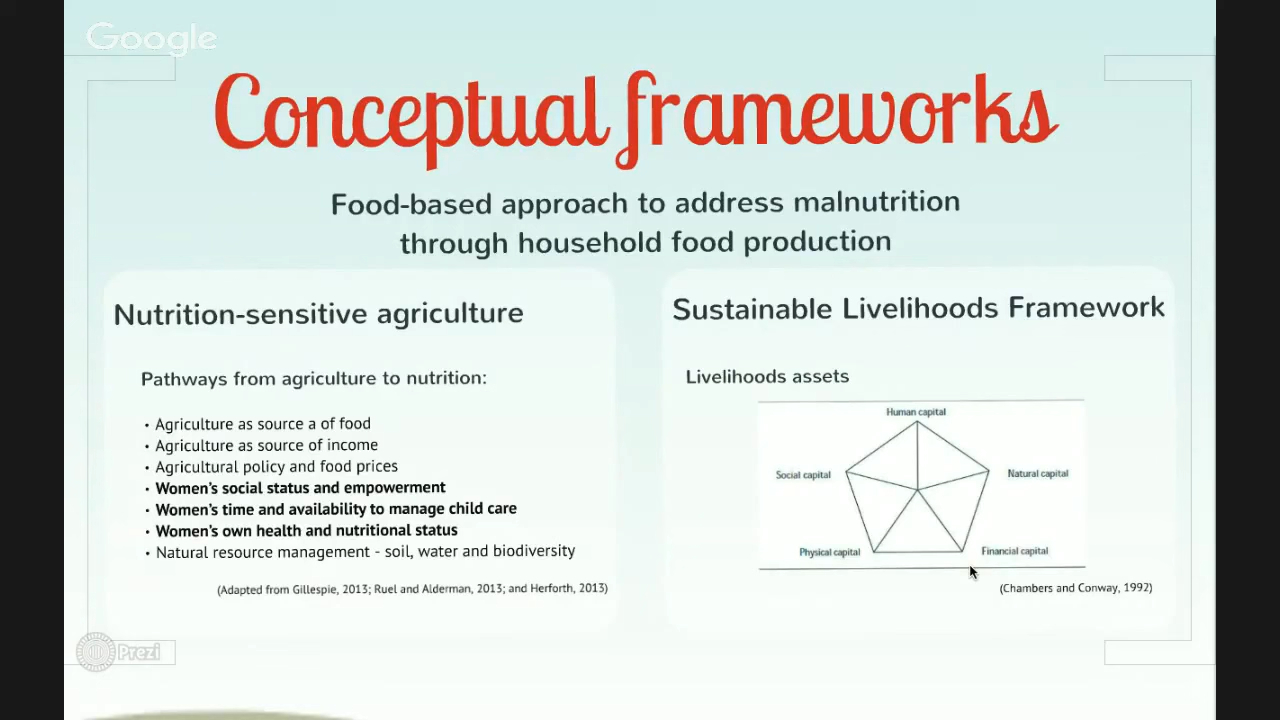 Google
Conceptual frameworks
Food-based approach to address malnutrition
through household food production
Nutrition-sensitive agriculture
Pathways from agriculture to nutrition:
• Agriculture as source a of food
• Agriculture as source of income
• Agricultural policy and food prices
• Women's social status and empowerment
• Women's time and availability to manage child care
• Women's own health and nutritional status
• Natural resource management - soil, water and biodiversity
(Adapted from Gillespie, 2013; Ruel and Alderman, 2013; and Herforth, 2013)
Sustainable Livelihoods Framework
Livelihoods assets
Human capital
Social capital
Natural capital
Physical capital
Financial capital
(Chambers and Conway, 1992)
Prezi